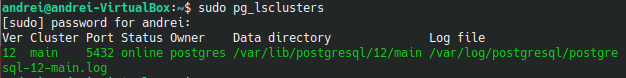 andrei@andrei-VirtualBox:~$ sudo pg_lsclusters
[sudo] password for andrei:
Ver Cluster Port Status Owner    Data directory              Log file
12  main    5432 online postgres /var/lib/postgresql/12/main /var/log/postgresql/postgre
sql-12-main.log